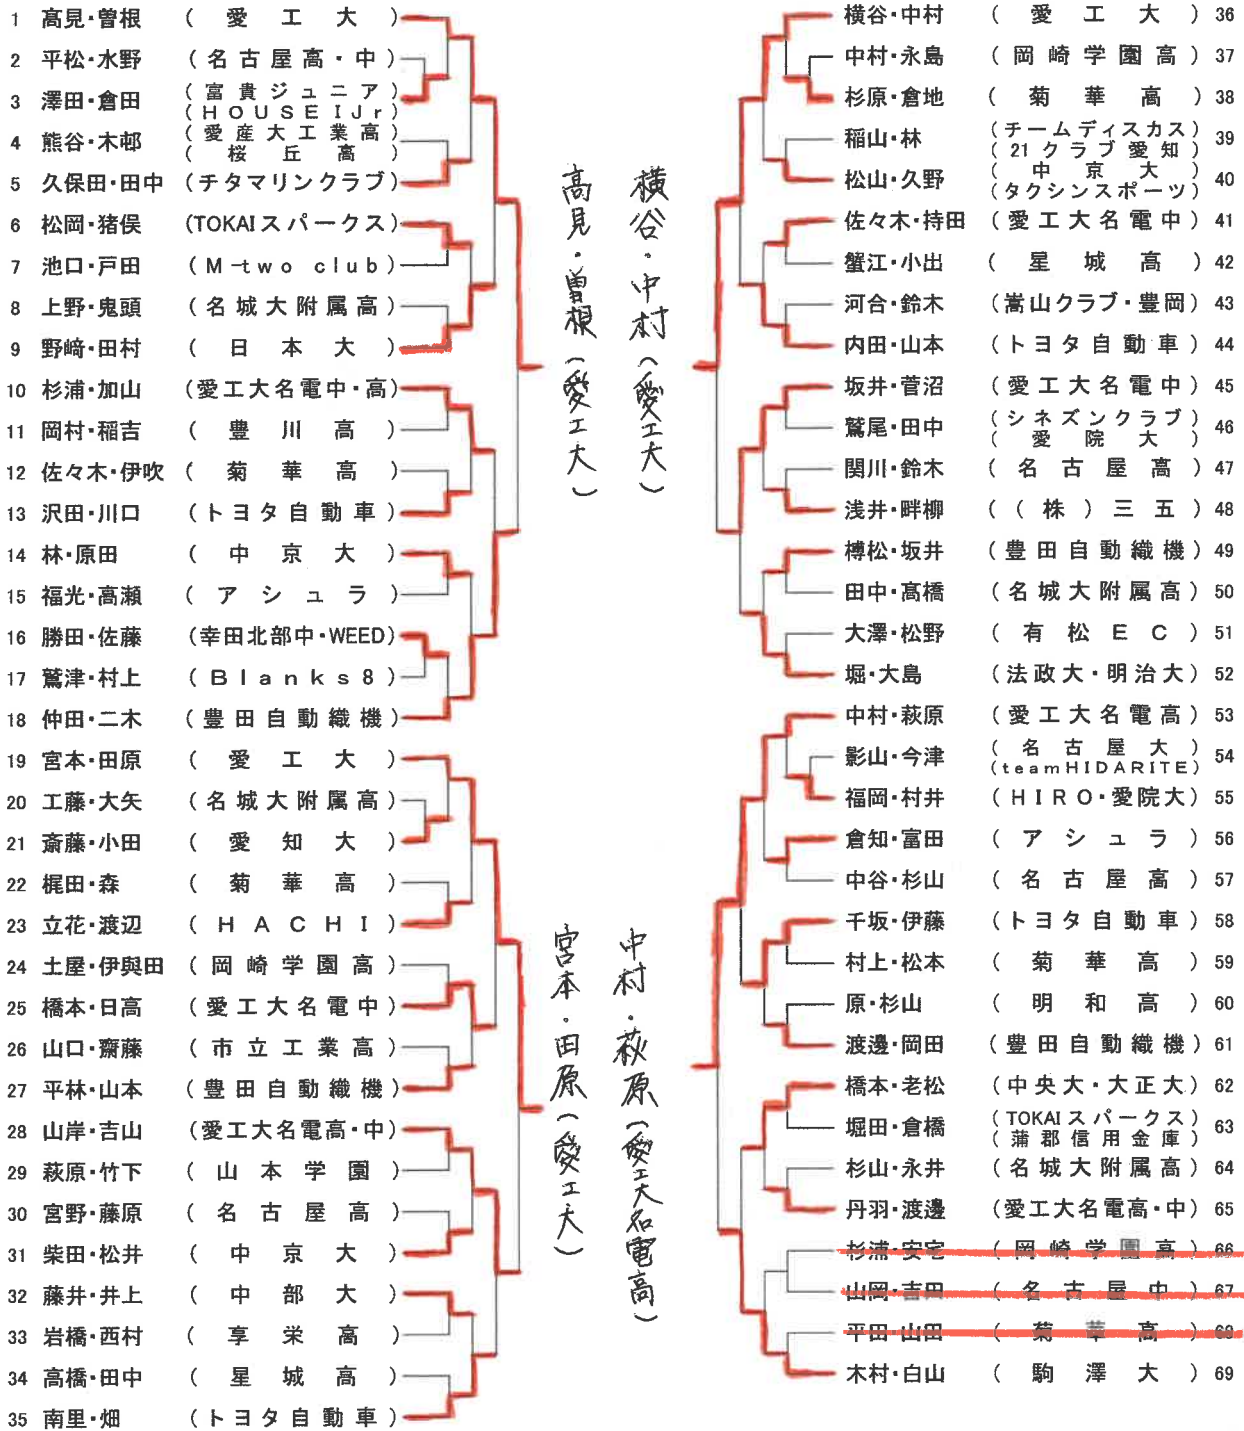 1 髙見・曽根 (愛工大)
2 平松・水野 (名古屋高・中)
3 澤田・倉田 (富貴ジュニア)
(HOUSEIJr)
4 熊谷・木邨 (愛産大工業高)
(桜丘高)
5 久保田・田中 (チタマリンクラブ)
6 松岡・猪俣 (TOKAIスパークス)
7 池口・戸田 (M-two club)
8 上野・鬼頭 (名城大附属高)
9 野﨑・田村 (日本大)
10 杉浦・加山 (愛工大名電中・高)
11 岡村・稲吉 (豊川高)
12 佐々木・伊吹 (菊華高)
13 沢田・川口 (トヨタ自動車)
14 林・原田 (中京大)
15 福光・高瀬 (アシュラ)
16 勝田・佐藤 (幸田北部中・WEED)
17 鷲津・村上 (Blanks8)
18 仲田・二木 (豊田自動織機)
19 宮本・田原 (愛工大)
20 工藤・大矢 (名城大附属高)
21 斎藤・小田 (愛知大)
22 梶田・森 (菊華高)
23 立花・渡辺 (HACHI)
24 土屋・伊與田 (岡崎学園高)
25 橋本・日高 (愛工大名電中)
26 山口・齋藤 (市立工業高)
27 平林・山本 (豊田自動織機)
28 山岸・吉山 (愛工大名電高・中)
29 萩原・竹下 (山本学園)
30 宮野・藤原 (名古屋高)
31 柴田・松井 (中京大)
32 藤井・井上 (中部大)
33 岩橋・西村 (享栄高)
34 高橋・田中 (星城高)
35 南里・畑 (トヨタ自動車)
高見・曽根(愛工大)
横谷・中村(愛工大)
宮本・田原(愛工大)
中村・萩原(愛工大名電高)
横谷・中村 (愛工大) 36
中村・永島 (岡崎学園高) 37
杉原・倉地 (菊華高) 38
稲山・林 (チームディスカス) 39
(21クラブ愛知)
松山・久野 (中京大) 40
(タクシンスポーツ)
佐々木・持田 (愛工大名電中) 41
蟹江・小出 (星城高) 42
河合・鈴木 (嵩山クラブ・豊岡) 43
内田・山本 (トヨタ自動車) 44
坂井・菅沼 (愛工大名電中) 45
鷲尾・田中 (シネズンクラブ) 46
(愛院大)
関川・鈴木 (名古屋高) 47
浅井・畔柳 ((株)三五) 48
榑松・坂井 (豊田自動織機) 49
田中・髙橋 (名城大附属高) 50
大澤・松野 (有松EC) 51
堀・大島 (法政大・明治大) 52
中村・萩原 (愛工大名電高) 53
影山・今津 (名古屋大) 54
(teamHIDARITE)
福岡・村井 (HIRO・愛院大) 55
倉知・富田 (アシュラ) 56
中谷・杉山 (名古屋高) 57
千坂・伊藤 (トヨタ自動車) 58
村上・松本 (菊華高) 59
原・杉山 (明和高) 60
渡邊・岡田 (豊田自動織機) 61
橋本・老松 (中央大・大正大) 62
堀田・倉橋 (TOKAIスパークス) 63
(蒲郡信用金庫)
杉山・永井 (名城大附属高) 64
丹羽・渡邊 (愛工大名電高・中) 65
杉浦・安宅 (岡崎学園高) 66
山岡・吉田 (名古屋中) 67
平田・山田 (菊華高) 68
木村・白山 (駒澤大) 69